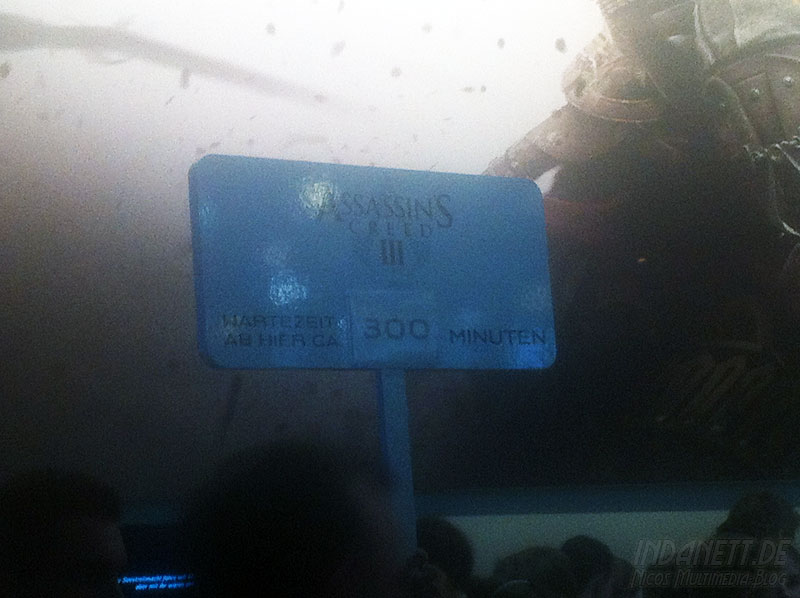 ASSASSIN'S
CREED
III
WARTEZEIT
AB HIER CA
300
MINUTEN
INDANETT.DE
NICOS MULTIMEDIA BLOG